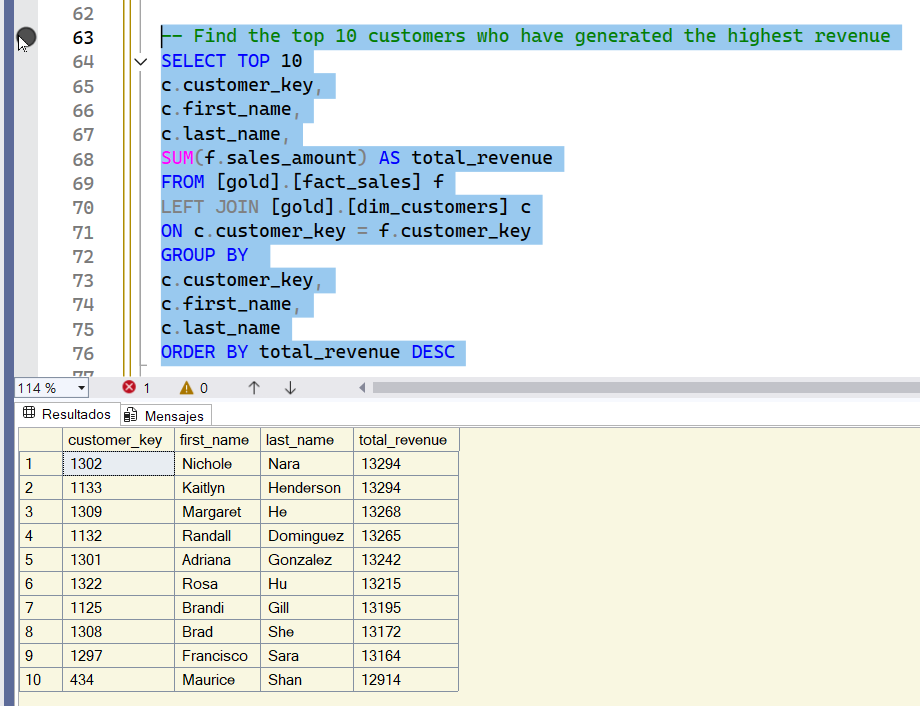 62
63 -- Find the top 10 customers who have generated the highest revenue
64 SELECT TOP 10
65 c.customer_key,
66 c.first_name,
67 c.last_name,
68 SUM(f.sales_amount) AS total_revenue
69 FROM [gold].[fact_sales] f
70 LEFT JOIN [gold].[dim_customers] c
71 ON c.customer_key = f.customer_key
72 GROUP BY
73 c.customer_key,
74 c.first_name,
75 c.last_name
76 ORDER BY total_revenue DESC
77
114 % 1 0
Resultados Mensajes
customer_key first_name last_name total_revenue
1 1302 Nichole Nara 13294
2 1133 Kaitlyn Henderson 13294
3 1309 Margaret He 13268
4 1132 Randall Dominguez 13265
5 1301 Adriana Gonzalez 13242
6 1322 Rosa Hu 13215
7 1125 Brandi Gill 13195
8 1308 Brad She 13172
9 1297 Francisco Sara 13164
10 434 Maurice Shan 12914